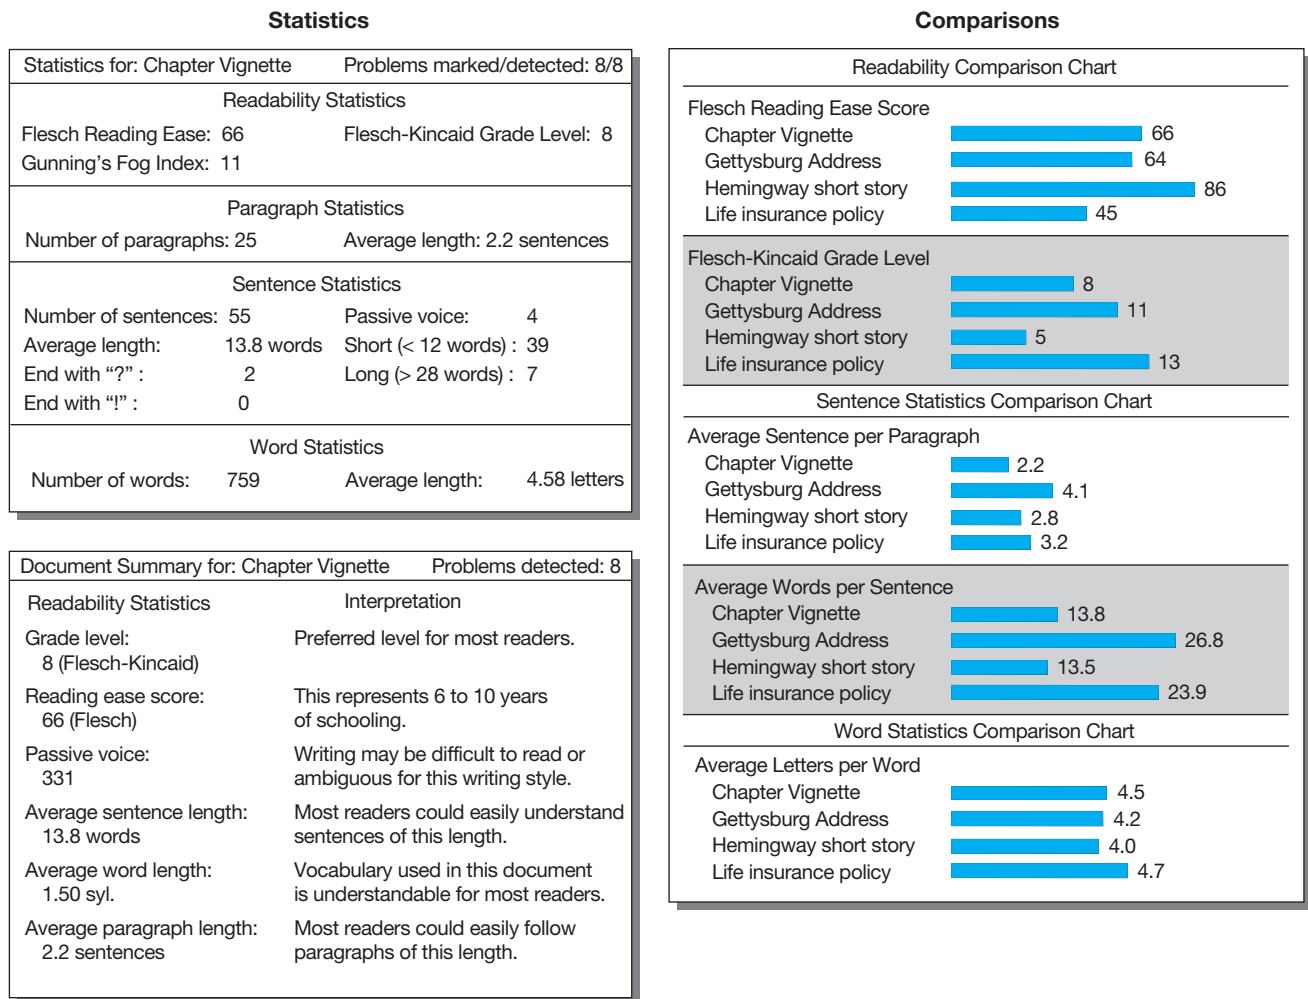 Statistics
Statistics for: Chapter Vignette Problems marked/detected: 8/8
Readability Statistics
Flesch Reading Ease: 66 Flesch-Kincaid Grade Level: 8
Gunning’s Fog Index: 11
Paragraph Statistics
Number of paragraphs: 25 Average length: 2.2 sentences
Sentence Statistics
Number of sentences: 55 Passive voice: 4
Average length: 13.8 words Short (< 12 words) : 39
End with “?” : 2 Long (> 28 words) : 7
End with “!” : 0
Word Statistics
Number of words: 759 Average length: 4.58 letters
Document Summary for: Chapter Vignette Problems detected: 8
Readability Statistics Interpretation
Grade level: Preferred level for most readers.
8 (Flesch-Kincaid)
Reading ease score: This represents 6 to 10 years
66 (Flesch) of schooling.
Passive voice: Writing may be difficult to read or
331 ambiguous for this writing style.
Average sentence length: Most readers could easily understand
13.8 words sentences of this length.
Average word length: Vocabulary used in this document
1.50 syl. is understandable for most readers.
Average paragraph length: Most readers could easily follow
2.2 sentences paragraphs of this length.
Comparisons
Readability Comparison Chart
Flesch Reading Ease Score
Chapter Vignette 66
Gettysburg Address 64
Hemingway short story 86
Life insurance policy 45
Flesch-Kincaid Grade Level
Chapter Vignette 8
Gettysburg Address 11
Hemingway short story 5
Life insurance policy 13
Sentence Statistics Comparison Chart
Average Sentence per Paragraph
Chapter Vignette 2.2
Gettysburg Address 4.1
Hemingway short story 2.8
Life insurance policy 3.2
Average Words per Sentence
Chapter Vignette 13.8
Gettysburg Address 26.8
Hemingway short story 13.5
Life insurance policy 23.9
Word Statistics Comparison Chart
Average Letters per Word
Chapter Vignette 4.5
Gettysburg Address 4.2
Hemingway short story 4.0
Life insurance policy 4.7